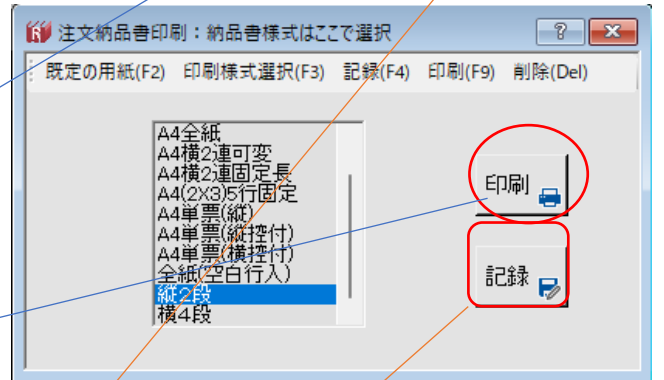 注文納品書印刷：納品書様式はここで選択
既定の用紙(F2) 印刷様式選択(F3) 記録(F4) 印刷(F9) 削除(Del)
A4全紙
A4横2連可変
A4横2連固定長
A4(2X3)5行固定
A4単票(縦)
A4単票(縦控付)
A4単票(横控付)
全紙(空白行入)
縦2段
横4段
印刷
記録